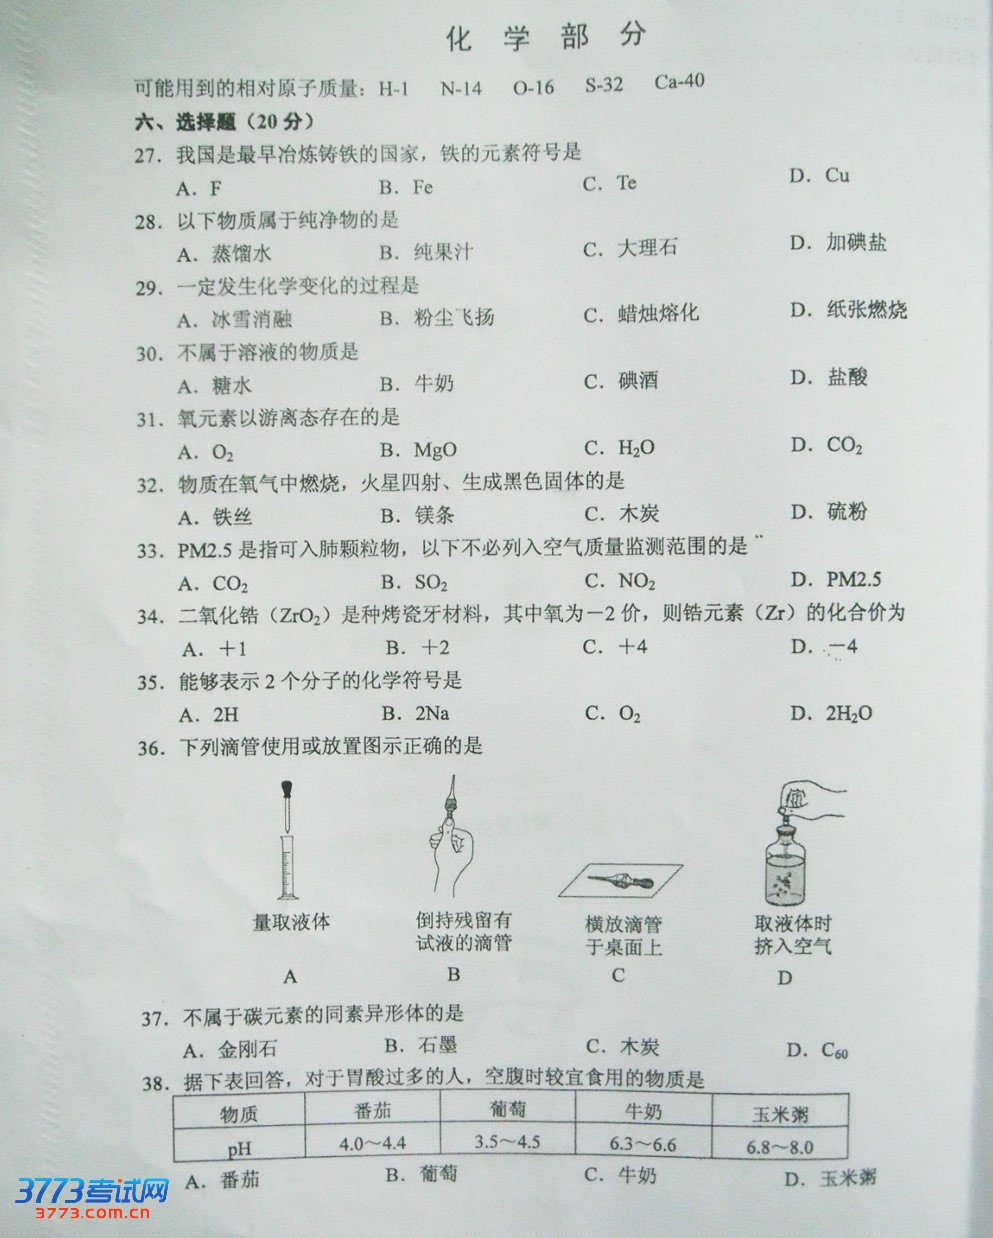 化 学 部 分
可能用到的相对原子质量：H-1 N-14 O-16 S-32 Ca-40
六、选择题（20 分）
27．我国是最早冶炼铸铁的国家，铁的元素符号是
A．F B．Fe C．Te D．Cu
28．以下物质属于纯净物的是
A．蒸馏水 B．纯果汁 C．大理石 D．加碘盐
29．一定发生化学变化的过程是
A．冰雪消融 B．粉尘飞扬 C．蜡烛熔化 D．纸张燃烧
30．不属于溶液的物质是
A．糖水 B．牛奶 C．碘酒 D．盐酸
31．氧元素以游离态存在的是
A．O₂ B．MgO C．H₂O D．CO₂
32．物质在氧气中燃烧，火星四射、生成黑色固体的是
A．铁丝 B．镁条 C．木炭 D．硫粉
33．PM2.5 是指可入肺颗粒物，以下不必列入空气质量监测范围的是
A．CO₂ B．SO₂ C．NO₂ D．PM2.5
34．二氧化锆（ZrO₂）是种烤瓷牙材料，其中氧为－2 价，则锆元素（Zr）的化合价为
A．＋1 B．＋2 C．＋4 D．－4
35．能够表示 2 个分子的化学符号是
A．2H B．2Na C．O₂ D．2H₂O
36．下列滴管使用或放置图示正确的是
量取液体 倒持残留有 横放滴管 取液体时
试液的滴管 于桌面上 挤入空气
A B C D
37．不属于碳元素的同素异形体的是
A．金刚石 B．石墨 C．木炭 D．C₆₀
38．据下表回答，对于胃酸过多的人，空腹时较宜食用的物质是
物质 番茄 葡萄 牛奶 玉米粥
pH 4.0～4.4 3.5～4.5 6.3～6.6 6.8～8.0
A．番茄 B．葡萄 C．牛奶 D．玉米粥
3773考试网
3773.com.cn